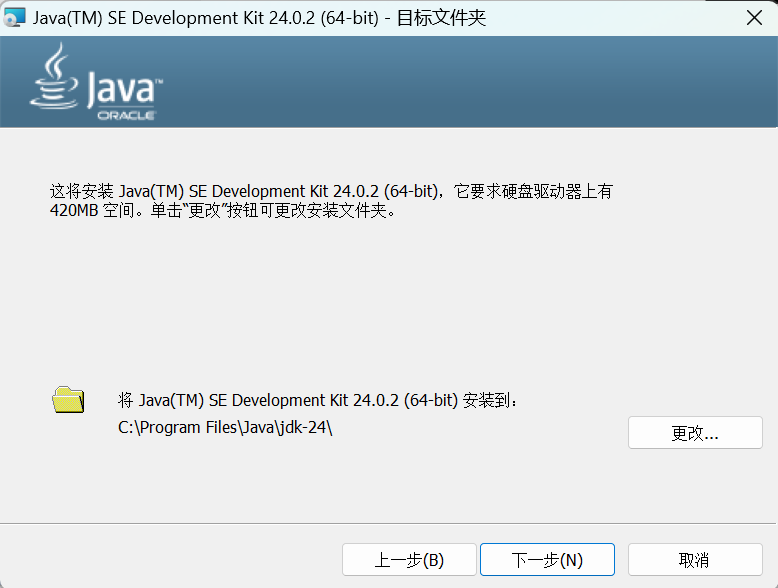 Java(TM) SE Development Kit 24.0.2 (64-bit) - 目标文件夹
Java™
ORACLE
这将安装 Java(TM) SE Development Kit 24.0.2 (64-bit)，它要求硬盘驱动器上有
420MB 空间。单击“更改”按钮可更改安装文件夹。
将 Java(TM) SE Development Kit 24.0.2 (64-bit) 安装到：
C:\Program Files\Java\jdk-24\
更改...
上一步(B)
下一步(N)
取消